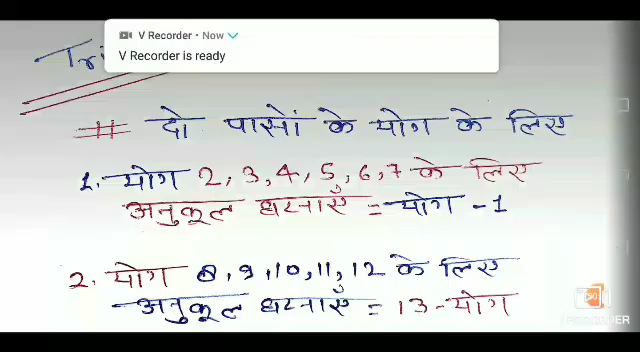 V Recorder • Now
V Recorder is ready
# दो पासों के योग के लिए
1. योग 2, 3, 4, 5, 6, 7 के लिए
अनुकूल घटनाएँ = योग - 1
2. योग 8, 9, 10, 11, 12 के लिए
अनुकूल घटनाएँ = 13 - योग